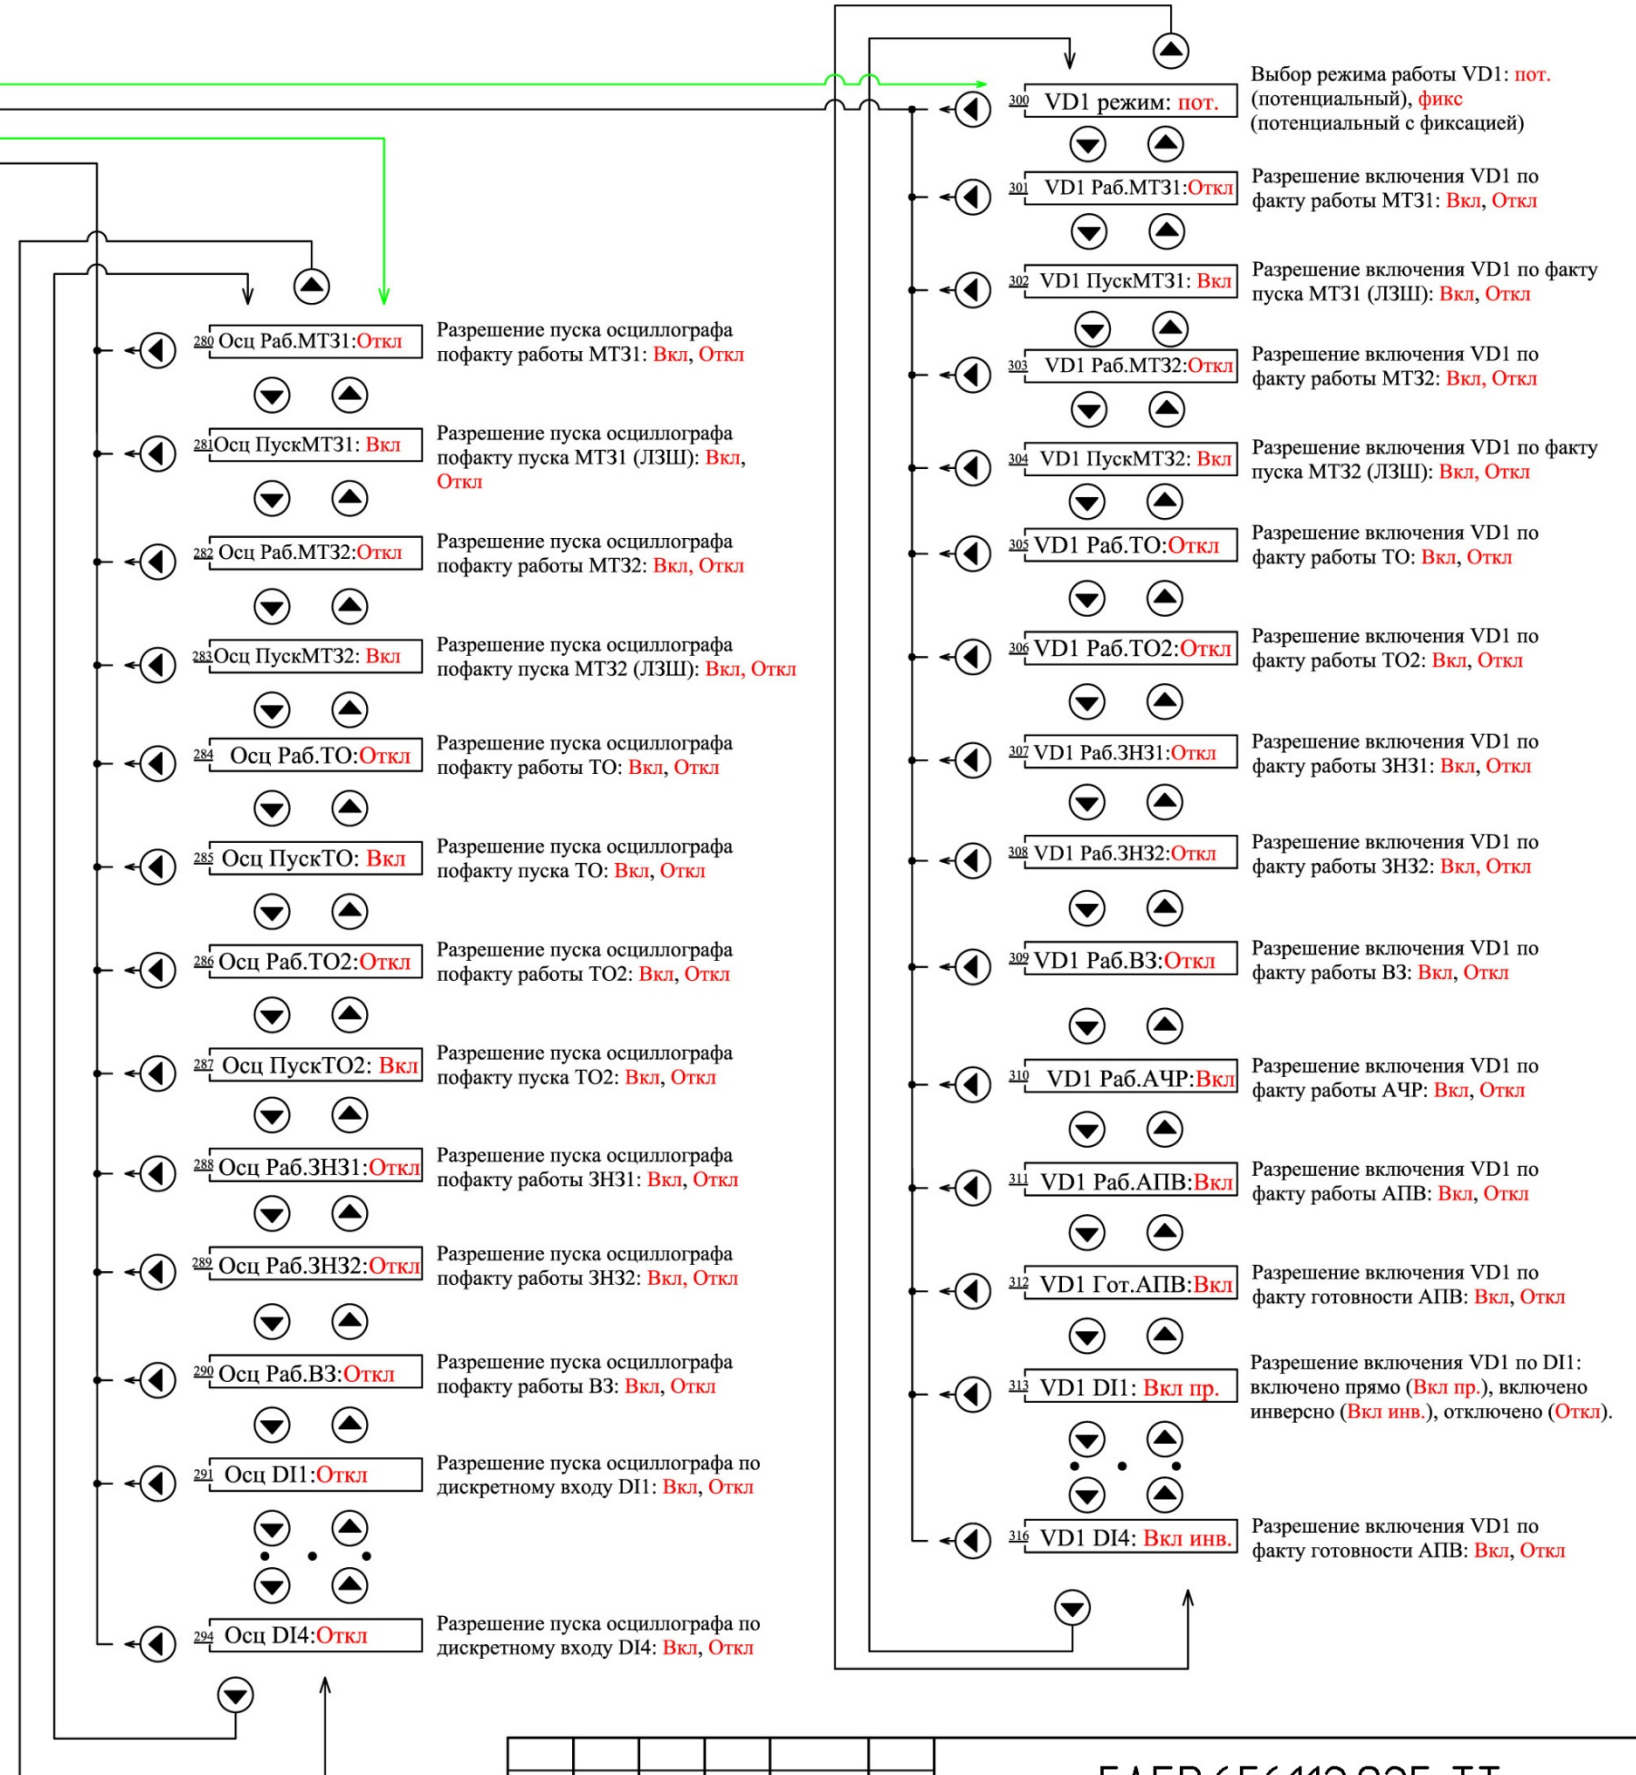 280 Осц Раб.МТЗ1:Откл
Разрешение пуска осциллографа
пофакту работы МТЗ1: Вкл, Откл
281 Осц ПускМТЗ1: Вкл
Разрешение пуска осциллографа
пофакту пуска МТЗ1 (ЛЗШ): Вкл,
Откл
282 Осц Раб.МТЗ2:Откл
Разрешение пуска осциллографа
пофакту работы МТЗ2: Вкл, Откл
283 Осц ПускМТЗ2: Вкл
Разрешение пуска осциллографа
пофакту пуска МТЗ2 (ЛЗШ): Вкл, Откл
284 Осц Раб.ТО:Откл
Разрешение пуска осциллографа
пофакту работы ТО: Вкл, Откл
285 Осц ПускТО: Вкл
Разрешение пуска осциллографа
пофакту пуска ТО: Вкл, Откл
286 Осц Раб.ТО2:Откл
Разрешение пуска осциллографа
пофакту работы ТО2: Вкл, Откл
287 Осц ПускТО2: Вкл
Разрешение пуска осциллографа
пофакту пуска ТО2: Вкл, Откл
288 Осц Раб.ЗНЗ1:Откл
Разрешение пуска осциллографа
пофакту работы ЗНЗ1: Вкл, Откл
289 Осц Раб.ЗНЗ2:Откл
Разрешение пуска осциллографа
пофакту работы ЗНЗ2: Вкл, Откл
290 Осц Раб.ВЗ:Откл
Разрешение пуска осциллографа
пофакту работы ВЗ: Вкл, Откл
291 Осц DI1:Откл
Разрешение пуска осциллографа по
дискретному входу DI1: Вкл, Откл
294 Осц DI4:Откл
Разрешение пуска осциллографа по
дискретному входу DI4: Вкл, Откл
300 VD1 режим: пот.
Выбор режима работы VD1: пот.
(потенциальный), фикс
(потенциальный с фиксацией)
301 VD1 Раб.МТЗ1:Откл
Разрешение включения VD1 по
факту работы МТЗ1: Вкл, Откл
302 VD1 ПускМТЗ1: Вкл
Разрешение включения VD1 по факту
пуска МТЗ1 (ЛЗШ): Вкл, Откл
303 VD1 Раб.МТЗ2:Откл
Разрешение включения VD1 по
факту работы МТЗ2: Вкл, Откл
304 VD1 ПускМТЗ2: Вкл
Разрешение включения VD1 по факту
пуска МТЗ2 (ЛЗШ): Вкл, Откл
305 VD1 Раб.ТО:Откл
Разрешение включения VD1 по
факту работы ТО: Вкл, Откл
306 VD1 Раб.ТО2:Откл
Разрешение включения VD1 по
факту работы ТО2: Вкл, Откл
307 VD1 Раб.ЗНЗ1:Откл
Разрешение включения VD1 по
факту работы ЗНЗ1: Вкл, Откл
308 VD1 Раб.ЗНЗ2:Откл
Разрешение включения VD1 по
факту работы ЗНЗ2: Вкл, Откл
309 VD1 Раб.ВЗ:Откл
Разрешение включения VD1 по
факту работы ВЗ: Вкл, Откл
310 VD1 Раб.АЧР:Вкл
Разрешение включения VD1 по
факту работы АЧР: Вкл, Откл
311 VD1 Раб.АПВ:Вкл
Разрешение включения VD1 по
факту работы АПВ: Вкл, Откл
312 VD1 Гот.АПВ:Вкл
Разрешение включения VD1 по
факту готовности АПВ: Вкл, Откл
313 VD1 DI1: Вкл пр.
Разрешение включения VD1 по DI1:
включено прямо (Вкл пр.), включено
инверсно (Вкл инв.), отключено (Откл).
316 VD1 DI4: Вкл инв.
Разрешение включения VD1 по
факту готовности АПВ: Вкл, Откл